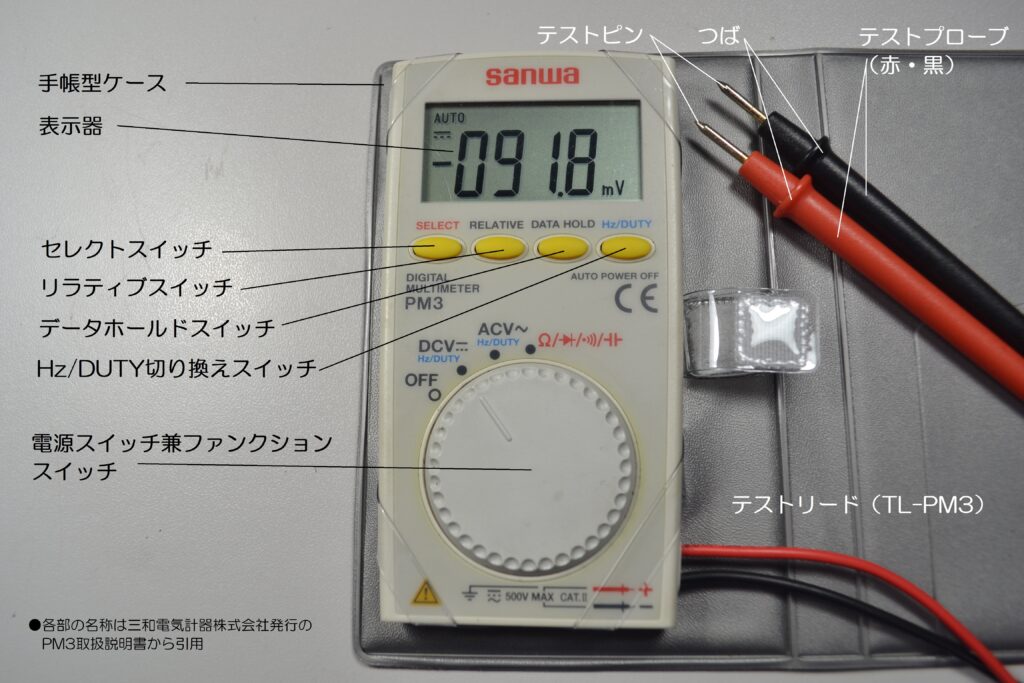 テストピン
つば
テストプローブ
（赤・黒）
手帳型ケース
表示器
sanwa
AUTO
-091.8 mV
SELECT RELATIVE DATA HOLD Hz/DUTY
セレクトスイッチ
リラティブスイッチ
データホールドスイッチ
Hz/DUTY切り換えスイッチ
DIGITAL
MULTIMETER
PM3
AUTO POWER OFF
CE
ACV～
Hz/DUTY
DCV
Hz/DUTY
Ω
OFF
電源スイッチ兼ファンクション
スイッチ
テストリード（TL-PM3）
500V MAX CAT.II
+
−
●各部の名称は三和電気計器株式会社発行の
PM3取扱説明書から引用